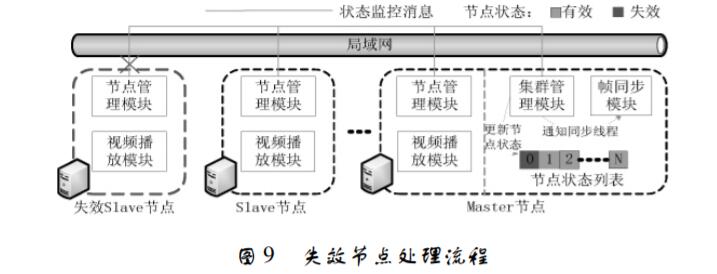 状态监控消息 节点状态： 有效 失效
局域网
节点管
理模块
视频播
放模块
失效Slave节点
节点管
理模块
视频播
放模块
Slave节点
节点管
理模块
视频播
放模块
集群管
理模块
帧同步
模块
更新节
点状态
通知同步线程
0 1 2 N
节点状态列表
Master节点
图9 失效节点处理流程